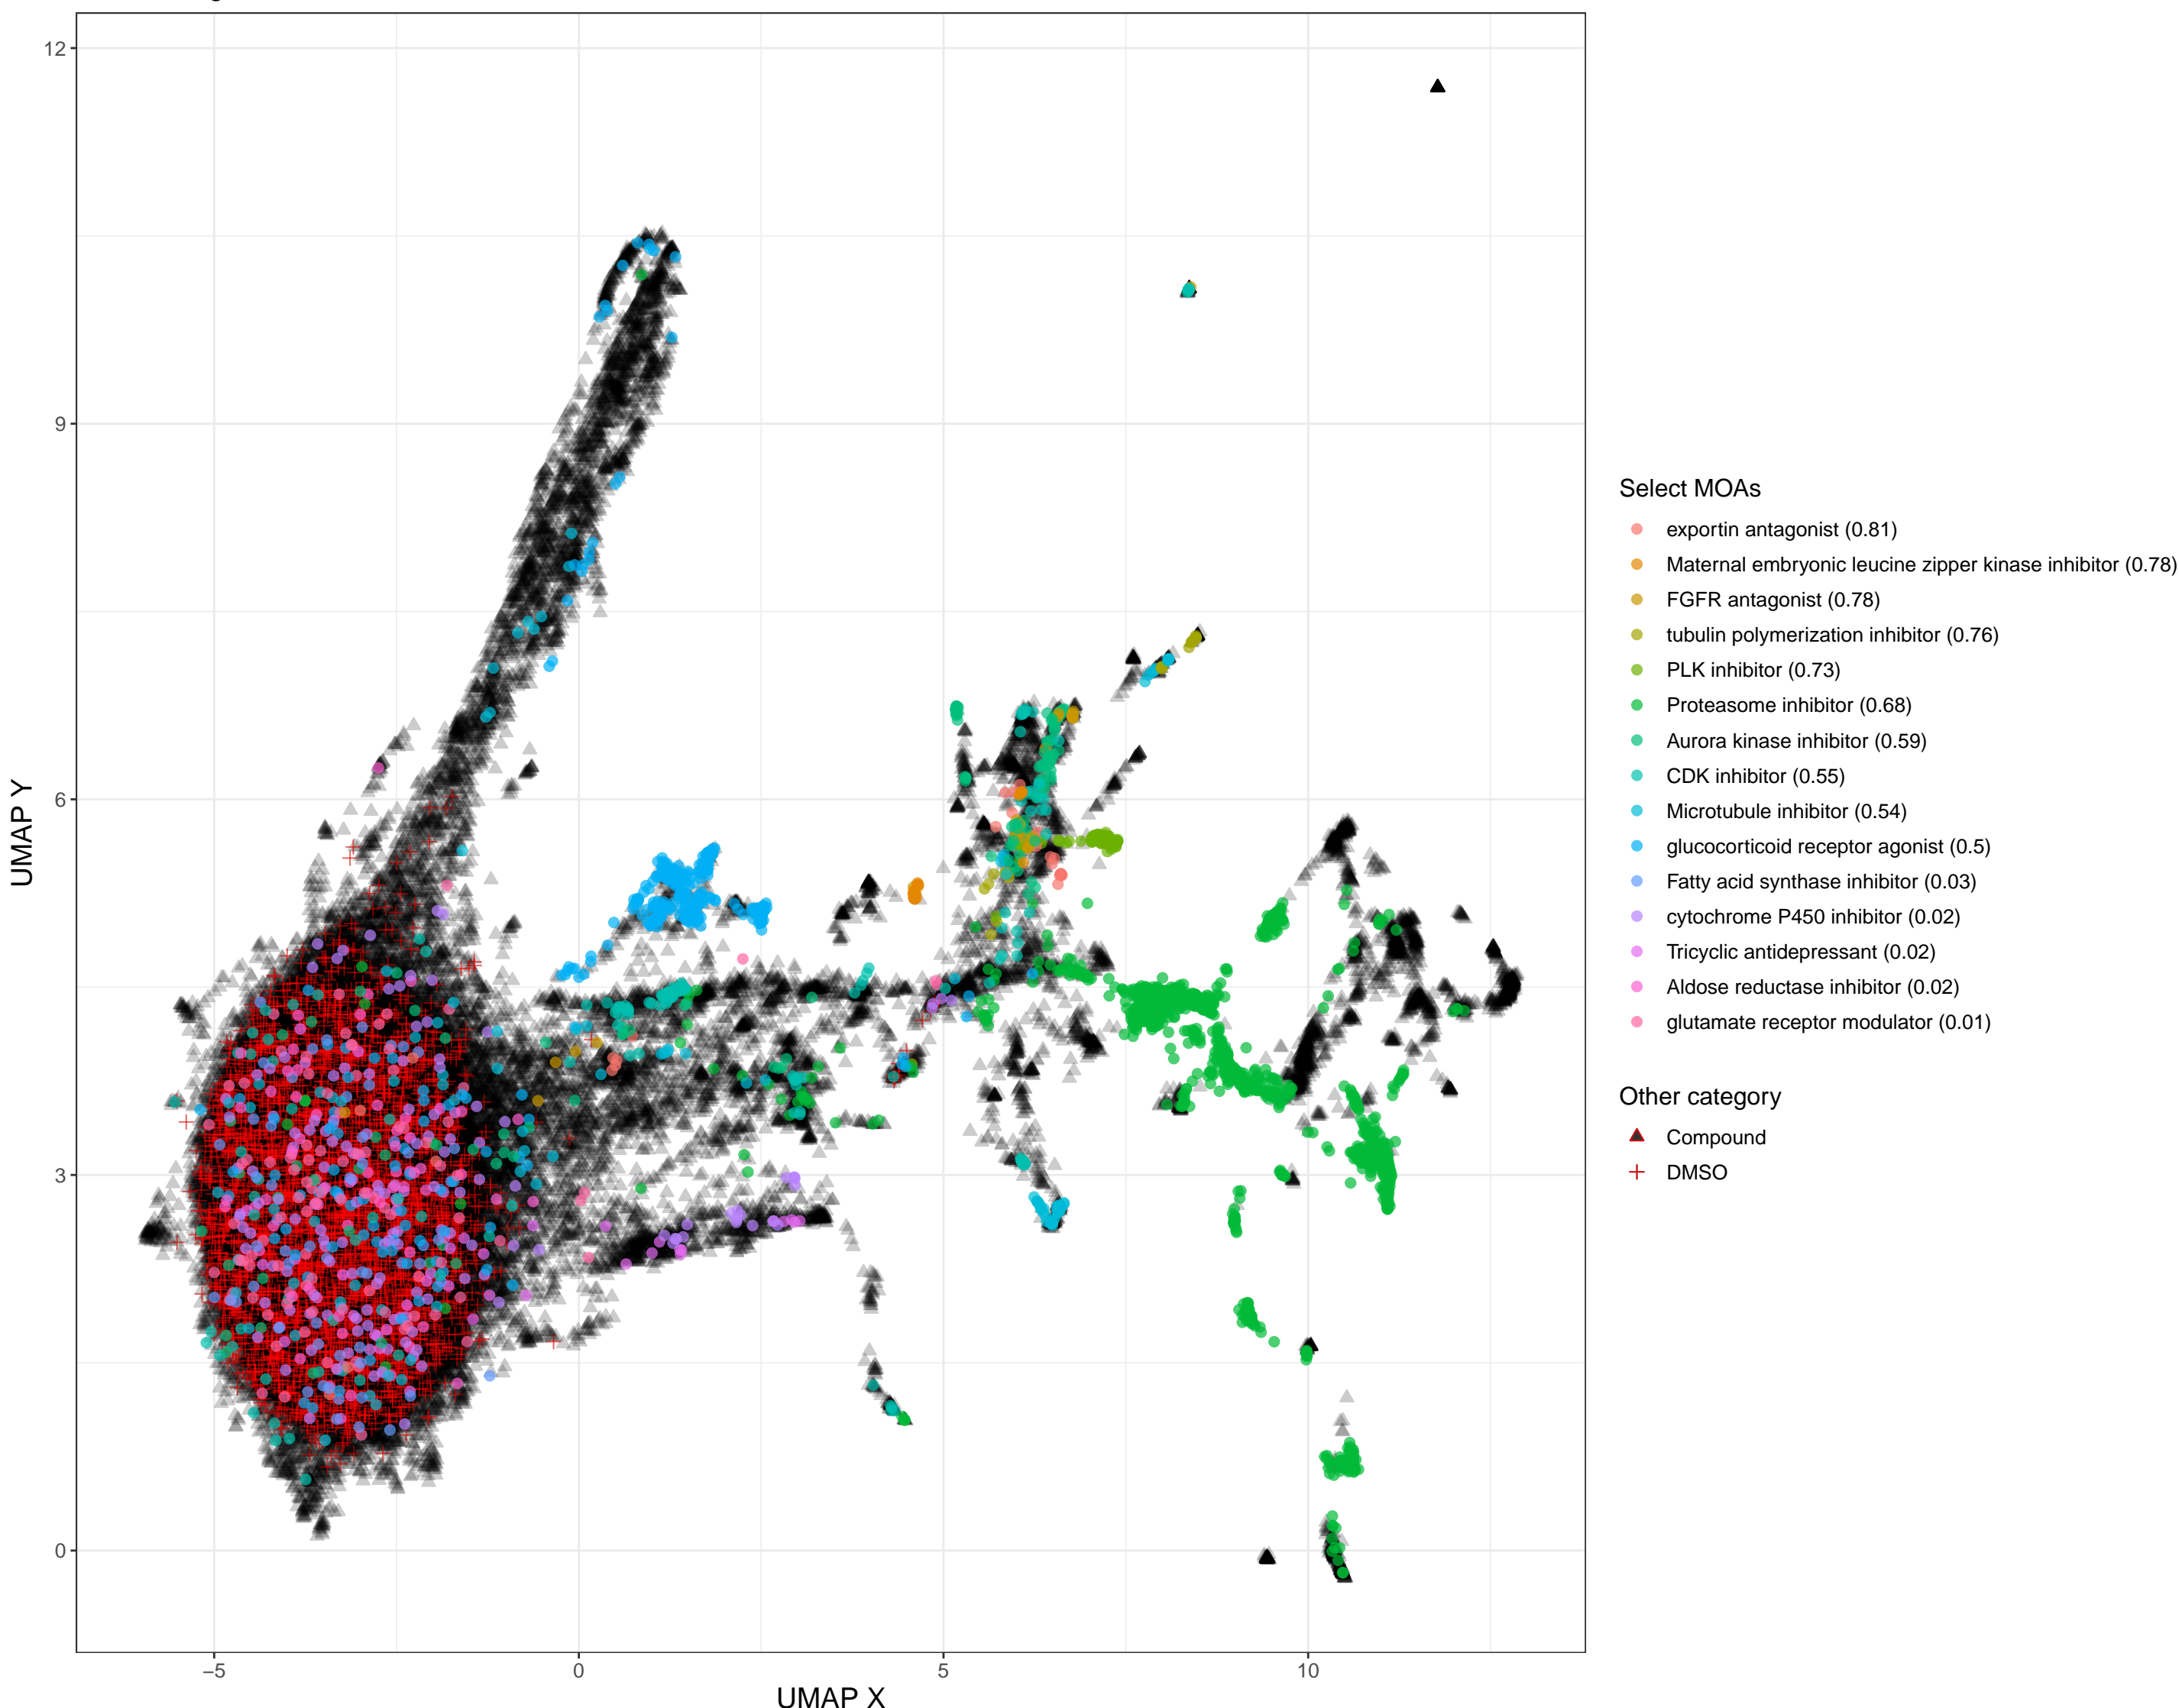 12
9
6
3
0
UMAP Y
−5
0
5
10
UMAP X
Select MOAs
exportin antagonist (0.81)
Maternal embryonic leucine zipper kinase inhibitor (0.78)
FGFR antagonist (0.78)
tubulin polymerization inhibitor (0.76)
PLK inhibitor (0.73)
Proteasome inhibitor (0.68)
Aurora kinase inhibitor (0.59)
CDK inhibitor (0.55)
Microtubule inhibitor (0.54)
glucocorticoid receptor agonist (0.5)
Fatty acid synthase inhibitor (0.03)
cytochrome P450 inhibitor (0.02)
Tricyclic antidepressant (0.02)
Aldose reductase inhibitor (0.02)
glutamate receptor modulator (0.01)
Other category
Compound
DMSO